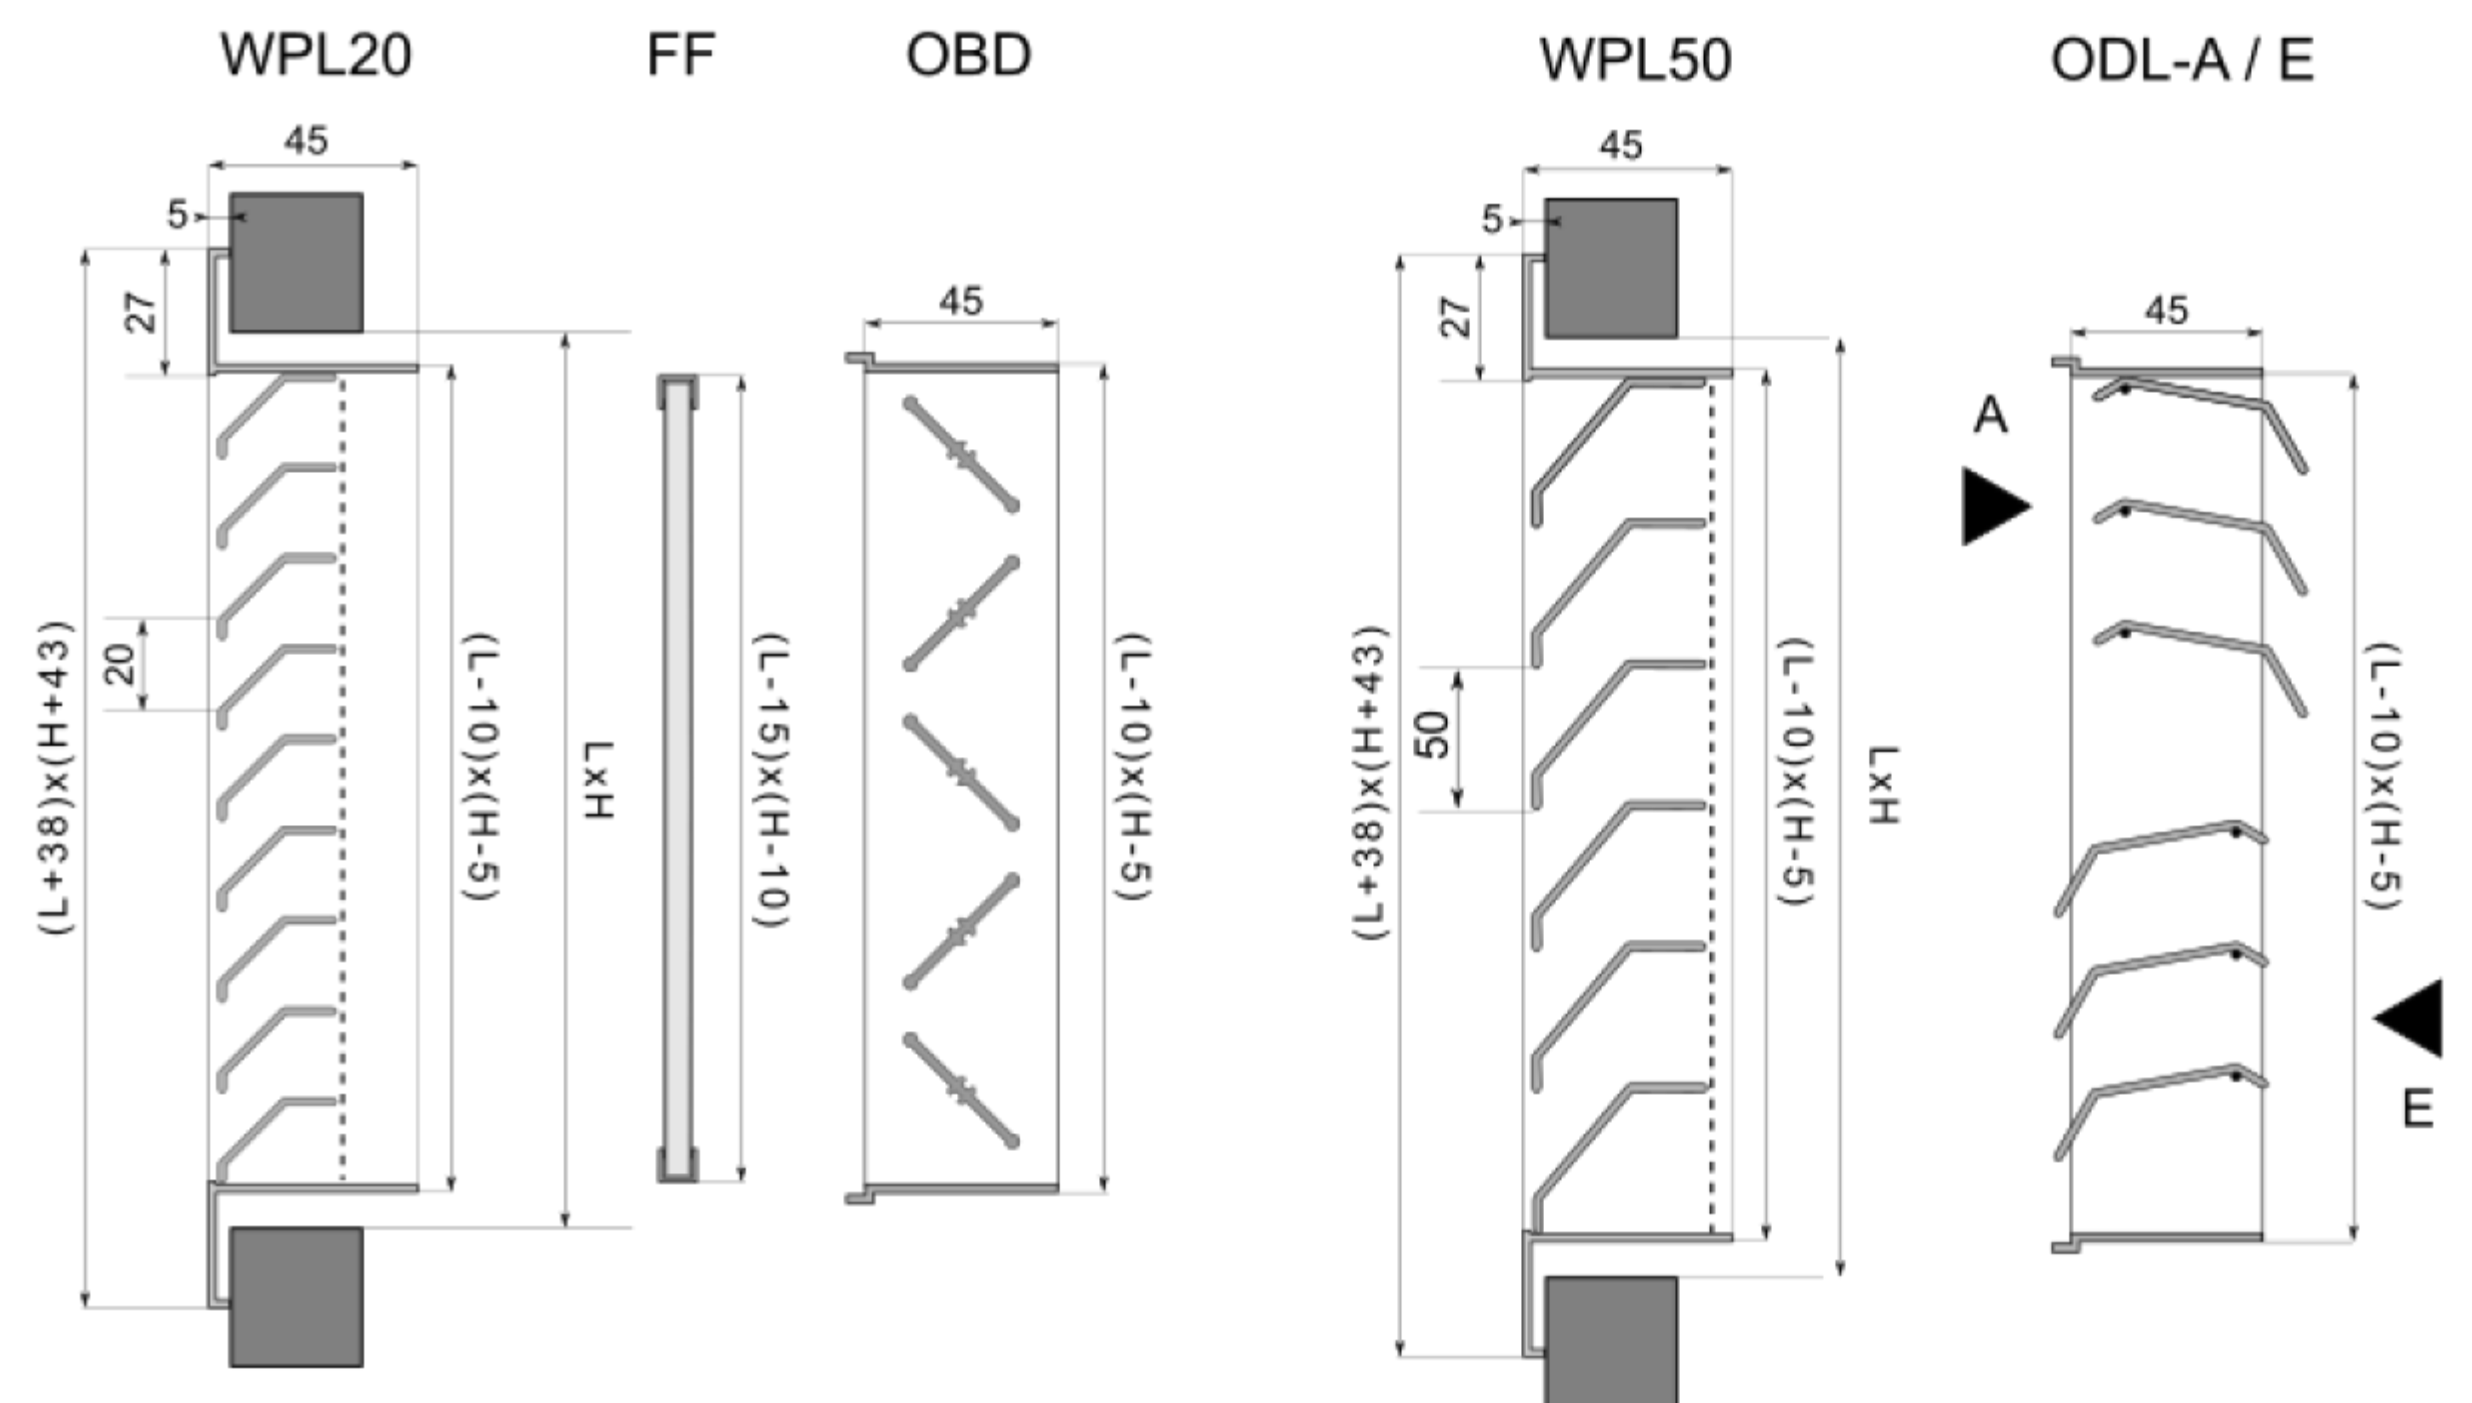 WPL20
FF
OBD
WPL50
ODL-A / E
45
5
27
20
(L+38)x(H+43)
(L-10)x(H-5)
LxH
(L-15)x(H-10)
45
(L-10)x(H-5)
45
5
27
50
(L+38)x(H+43)
(L-10)x(H-5)
LxH
45
A
(L-10)x(H-5)
E